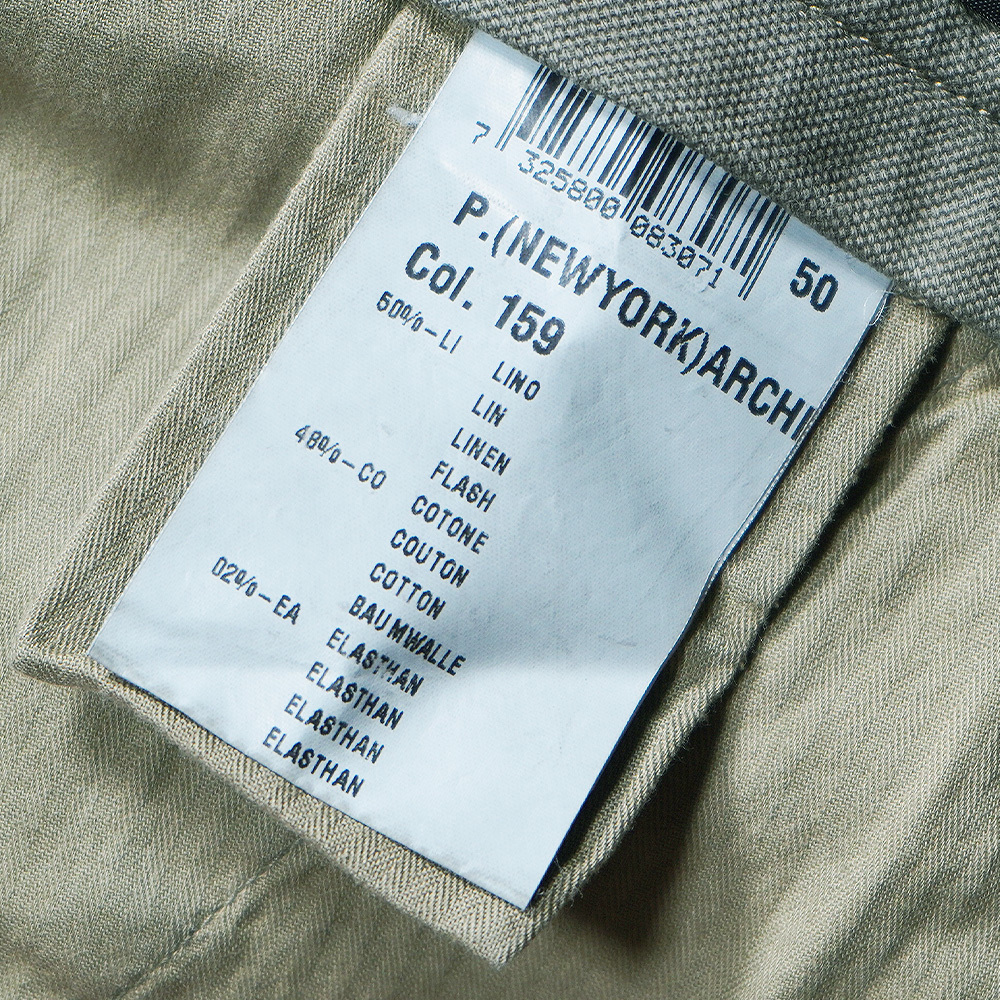 7 325800 083071
50
P.(NEWYORK)ARCHI
Col. 159
50%-LI LINO
LIN
LINEN
FLASH
48%-CO COTONE
COUTON
COTTON
BAUMWALLE
02%-EA ELASTHAN
ELASTHAN
ELASTHAN
ELASTHAN